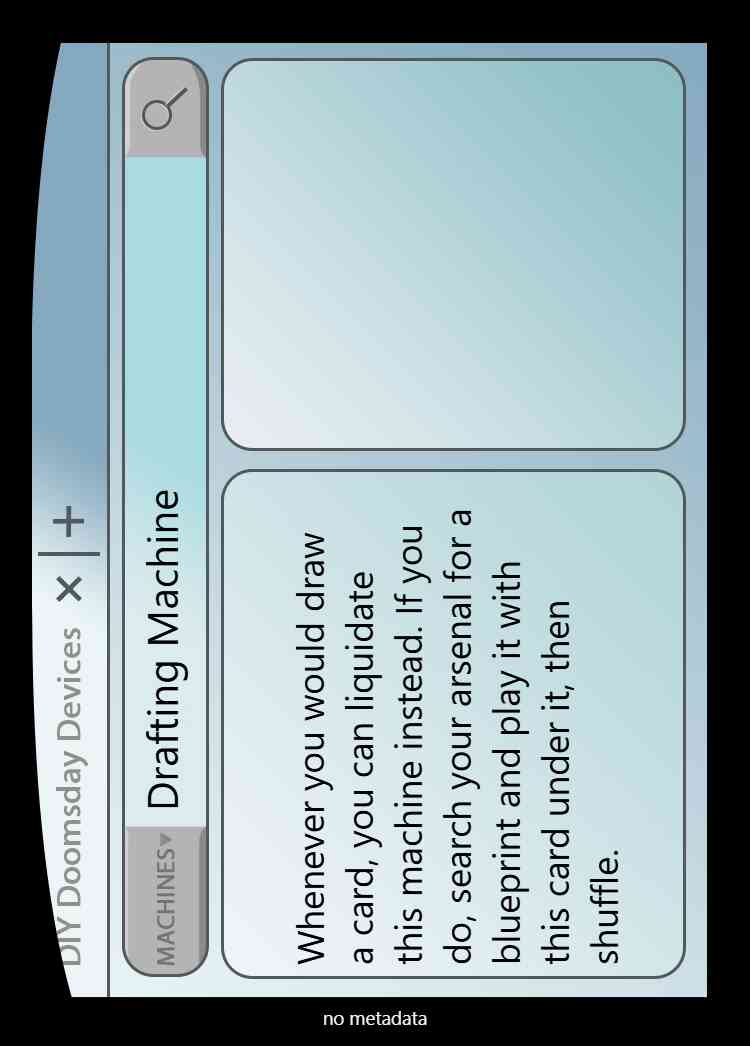 DIY Doomsday Devices × +
MACHINES▾ Drafting Machine
Whenever you would draw
a card, you can liquidate
this machine instead. If you
do, search your arsenal for a
blueprint and play it with
this card under it, then
shuffle.
no metadata